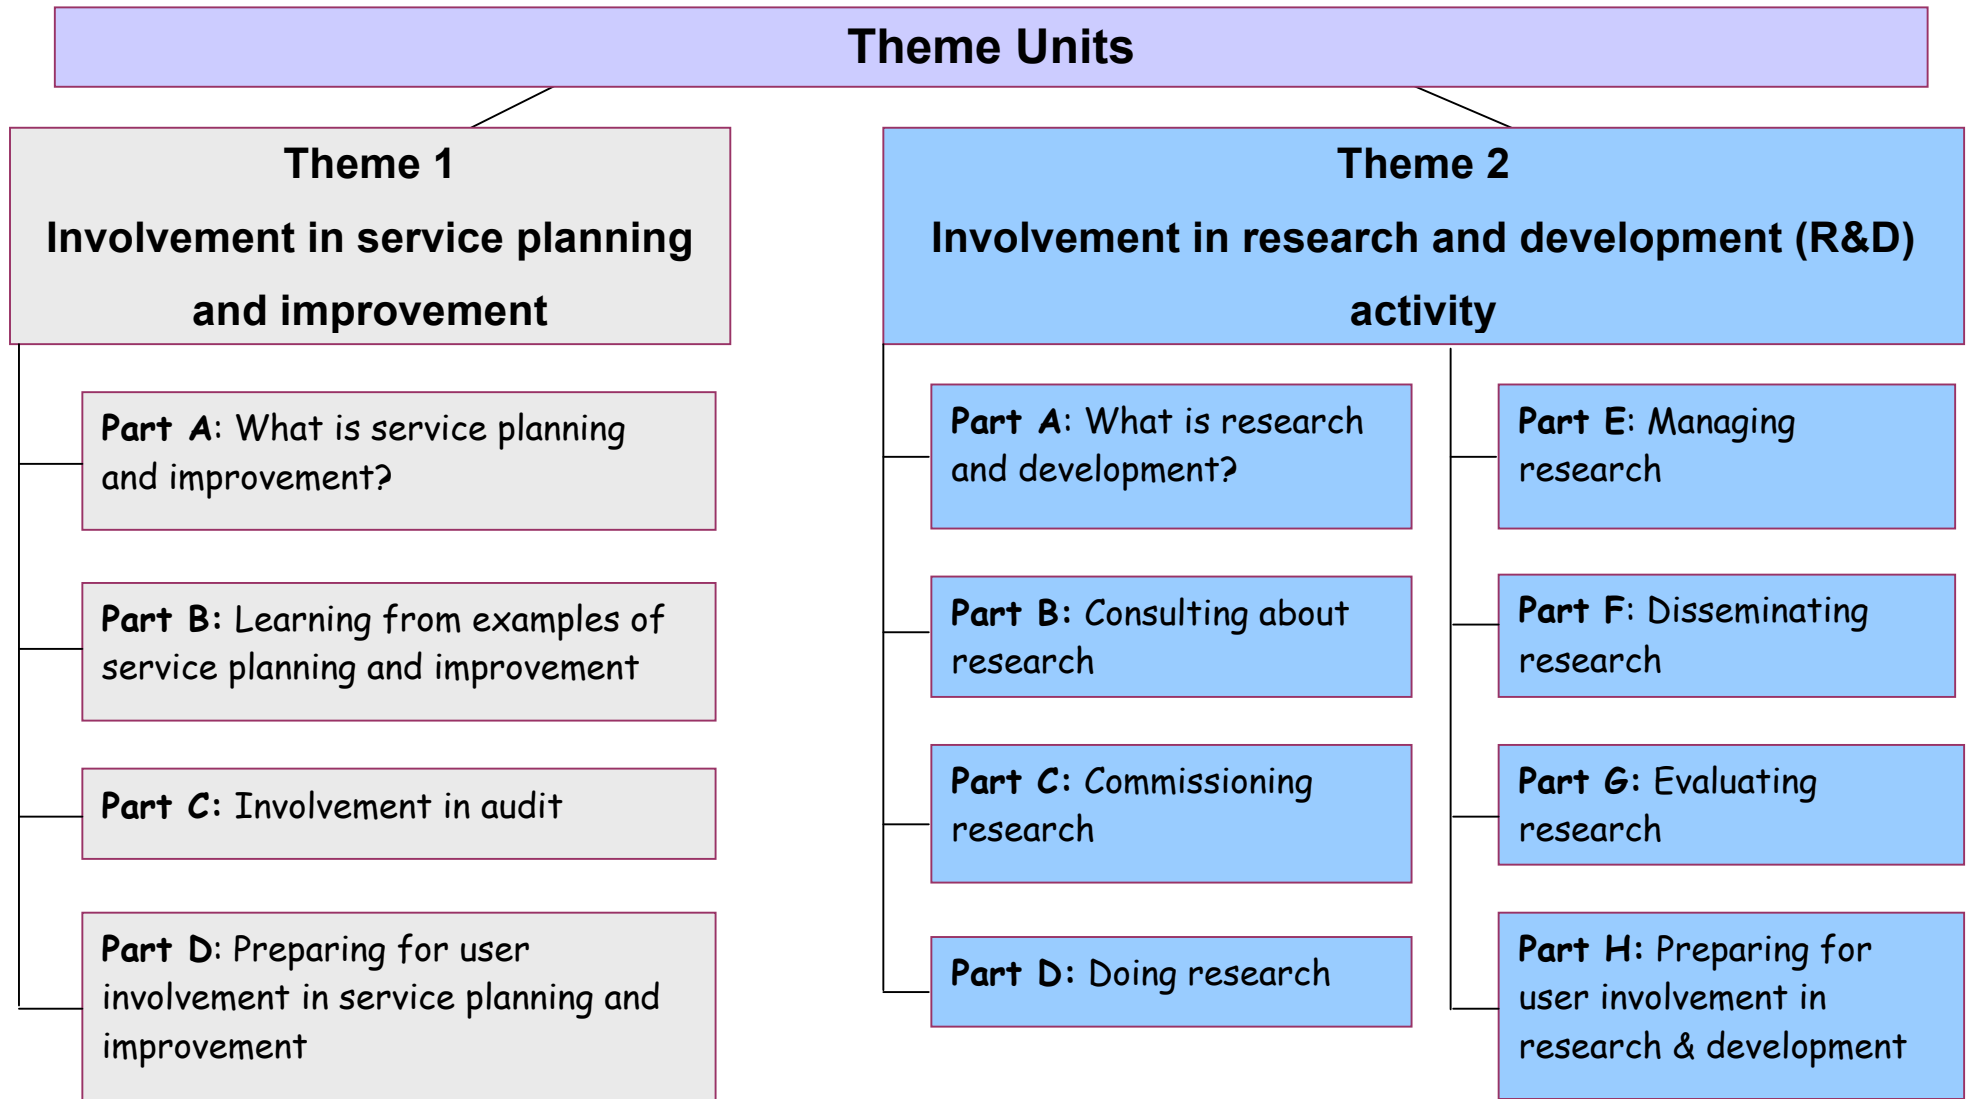 Theme Units
Theme 1
Involvement in service planning
and improvement
Part A: What is service planning
and improvement?
Part B: Learning from examples of
service planning and improvement
Part C: Involvement in audit
Part D: Preparing for user
involvement in service planning and
improvement
Theme 2
Involvement in research and development (R&D)
activity
Part A: What is research
and development?
Part B: Consulting about
research
Part C: Commissioning
research
Part D: Doing research
Part E: Managing
research
Part F: Disseminating
research
Part G: Evaluating
research
Part H: Preparing for
user involvement in
research & development